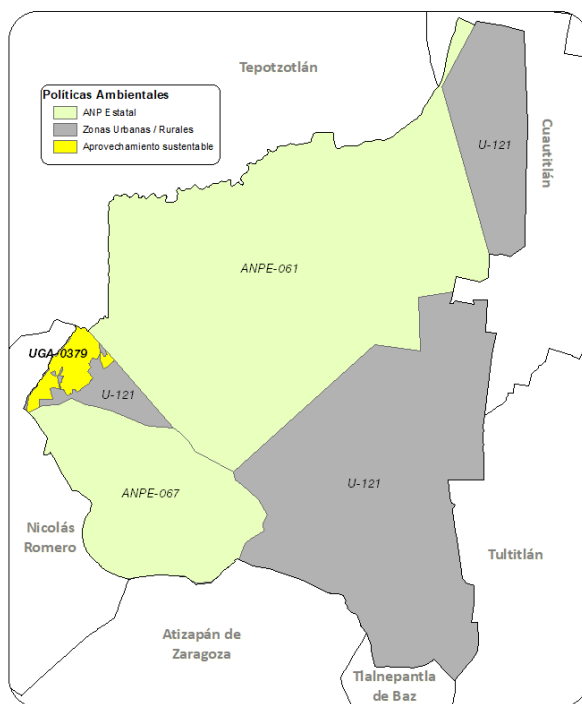 Tepotzotlán
Políticas Ambientales
ANP Estatal
Zonas Urbanas / Rurales
Aprovechamiento sustentable
Cuautitlán
U-121
ANPE-061
UGA-0379
U-121
ANPE-067
U-121
Nicolás
Romero
Tultitlán
Atizapán de
Zaragoza
Tlalnepantla
de Baz